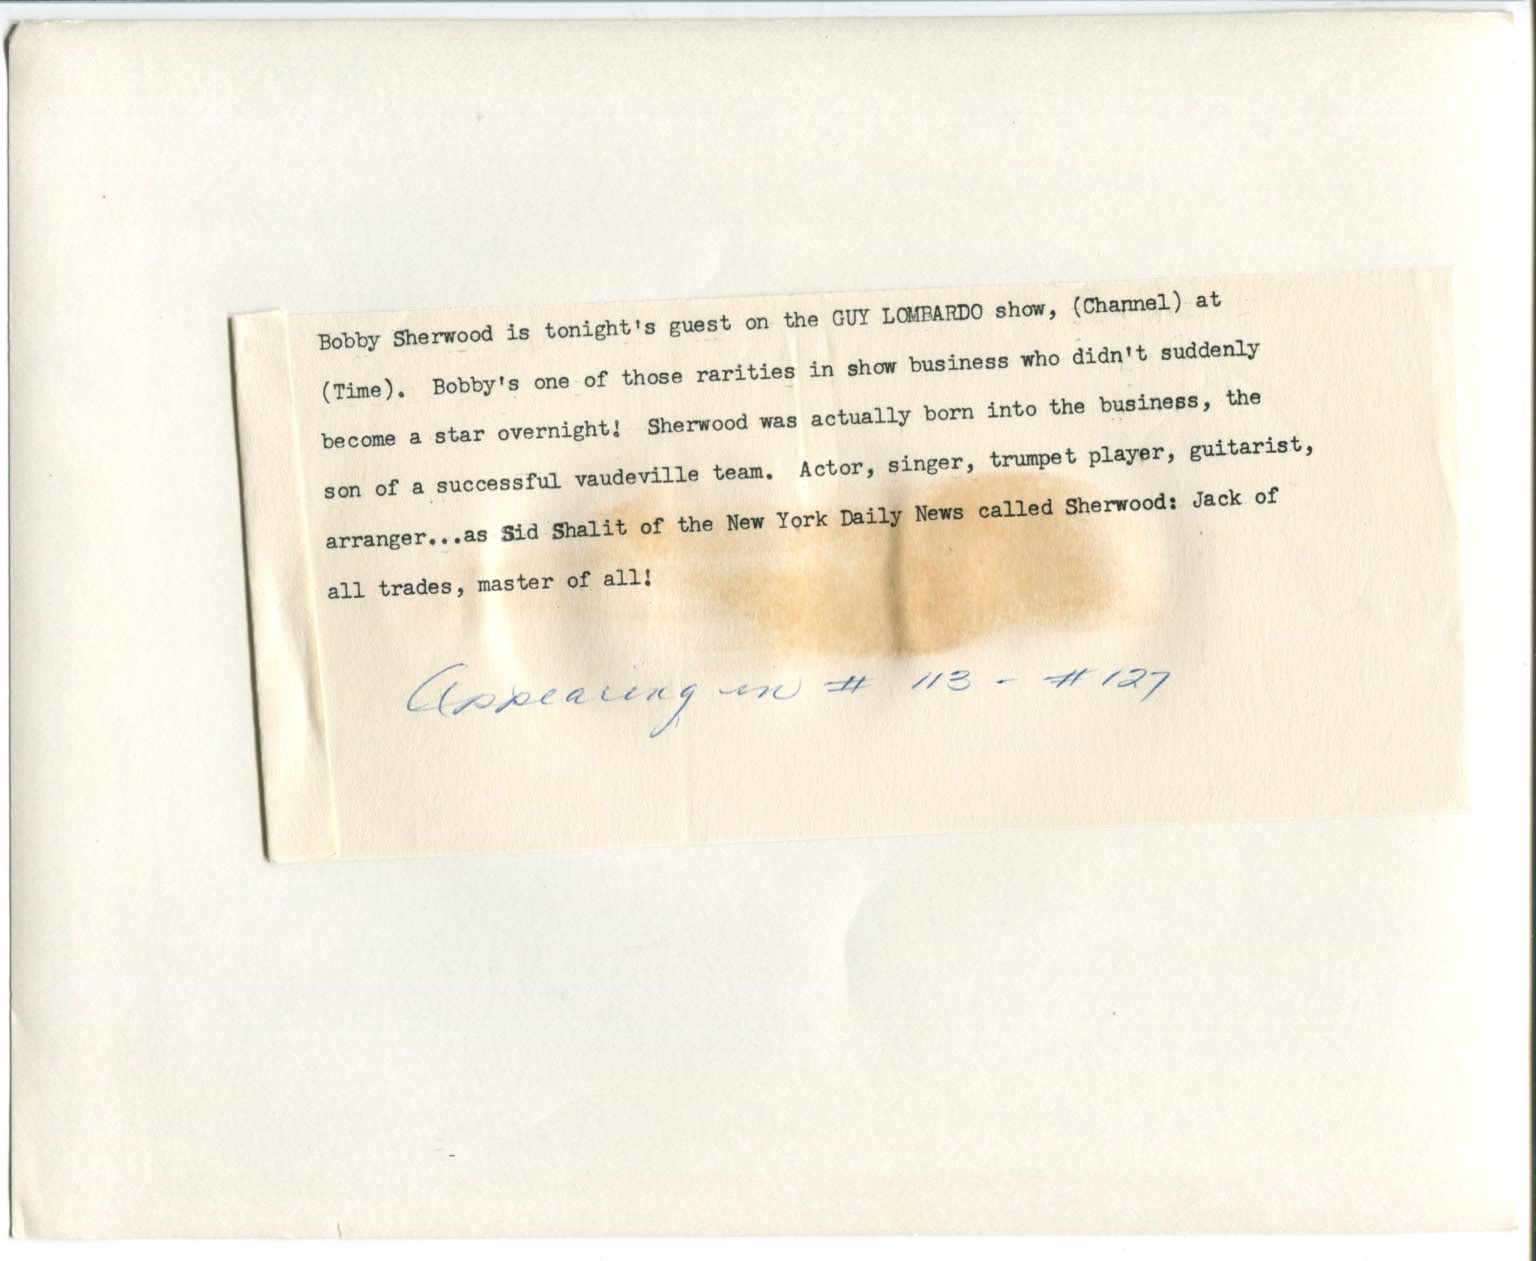 Bobby Sherwood is tonight's guest on the GUY LOMBARDO show, (Channel) at
(Time).  Bobby's one of those rarities in show business who didn't suddenly
become a star overnight!  Sherwood was actually born into the business, the
son of a successful vaudeville team.  Actor, singer, trumpet player, guitarist,
arranger...as Sid Shalit of the New York Daily News called Sherwood: Jack of
all trades, master of all!
Appearing in # 113 - #127